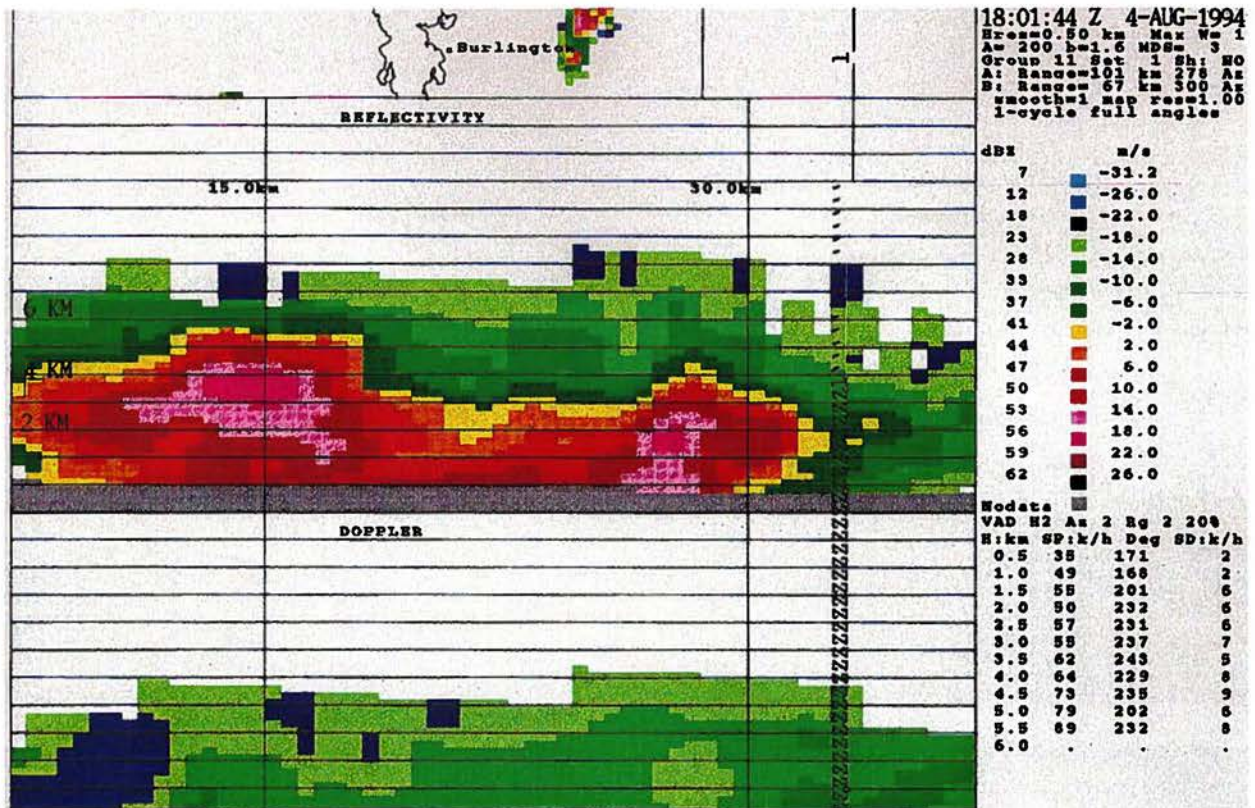 .Burlington
1
REFLECTIVITY
15.0km
30.0km
6 KM
4 KM
2 KM
DOPPLER
18:01:44 Z 4-AUG-1994
Hres=0.50 km Max W= 1
A= 200 b=1.6 MDS= 3
Group 11 Set 1 Sh: NO
A: Range=101 km 278 Az
B: Range= 67 km 300 Az
smooth=1 map res=1.00
1-cycle full angles
dBZ m/s
7 -31.2
12 -26.0
18 -22.0
23 -18.0
28 -14.0
33 -10.0
37 -6.0
41 -2.0
44 2.0
47 6.0
50 10.0
53 14.0
56 18.0
59 22.0
62 26.0
Nodata
VAD H2 Az 2 Rg 2 20%
H:km SP:k/h Deg SD:k/h
0.5 35 171 2
1.0 49 168 2
1.5 55 201 6
2.0 50 232 6
2.5 57 231 6
3.0 55 237 7
3.5 62 243 5
4.0 64 229 8
4.5 73 235 9
5.0 79 202 6
5.5 89 232 8
6.0 . . .